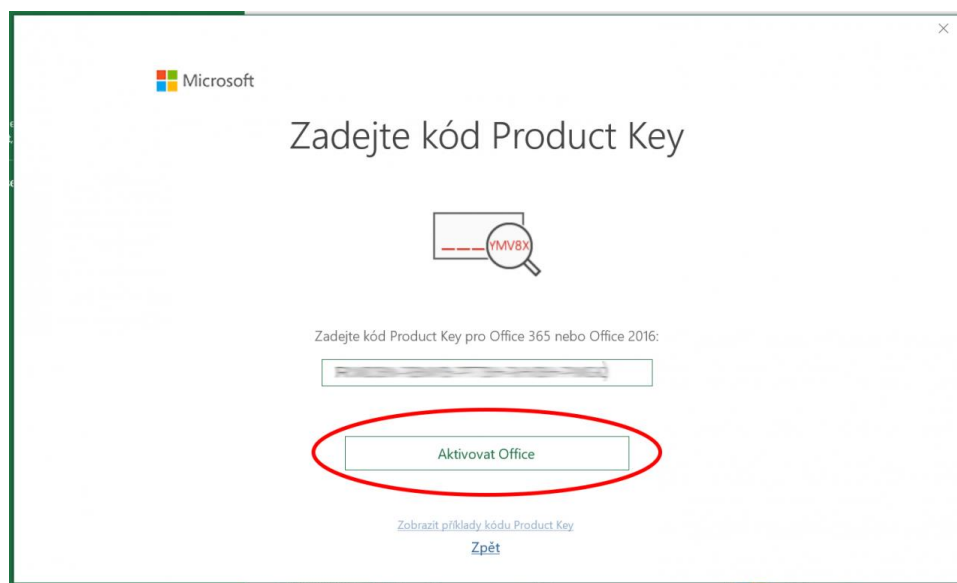 Microsoft
Zadejte kód Product Key
YMV8X
Zadejte kód Product Key pro Office 365 nebo Office 2016:
Aktivovat Office
Zobrazit příklady kódu Product Key
Zpět